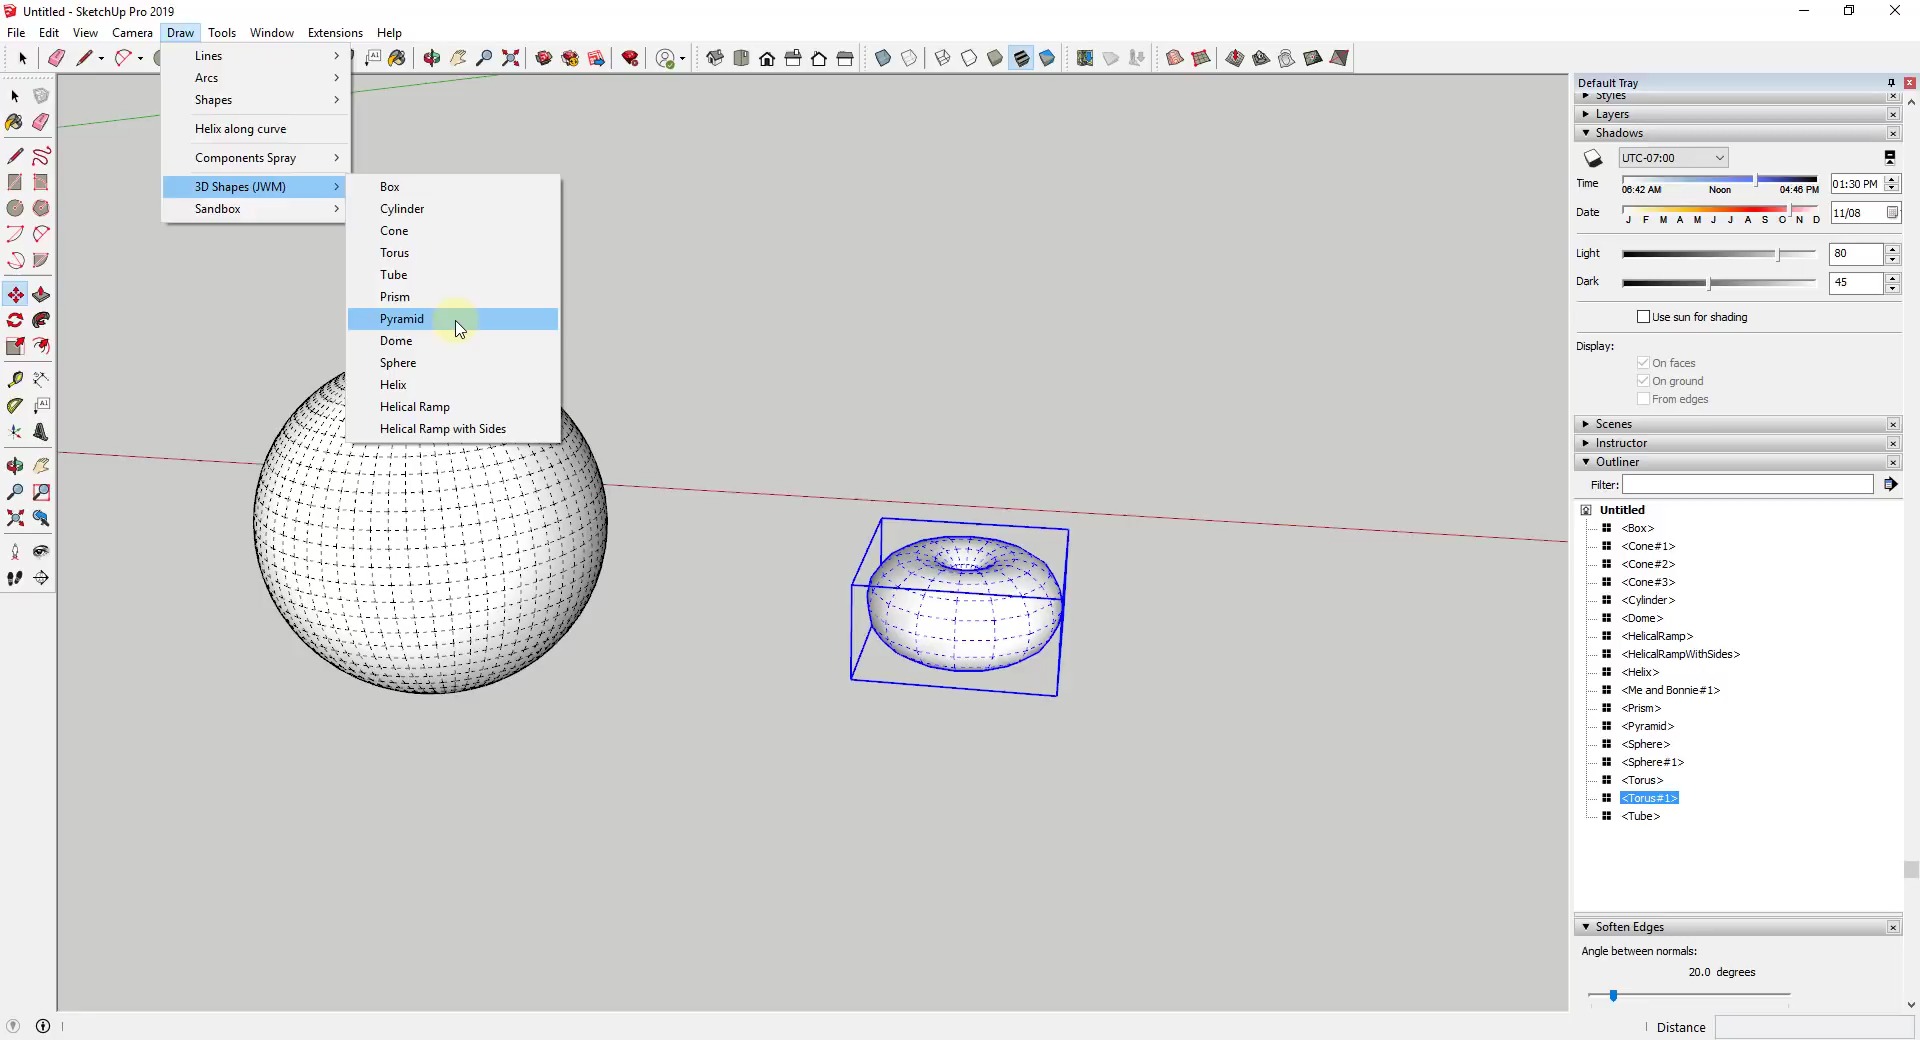 Untitled - SketchUp Pro 2019
File Edit View Camera Draw Tools Window Extensions Help
Lines
Arcs
Shapes
Helix along curve
Components Spray
3D Shapes (JWM)
Sandbox
Box
Cylinder
Cone
Torus
Tube
Prism
Pyramid
Dome
Sphere
Helix
Helical Ramp
Helical Ramp with Sides
Default Tray
Styles
Layers
Shadows
UTC-07:00
Time 06:42 AM Noon 04:46 PM 01:30 PM
Date J F M A M J J A S O N D 11/08
Light 80
Dark 45
Use sun for shading
Display:
On faces
On ground
From edges
Scenes
Instructor
Outliner
Filter:
Untitled
<Box>
<Cone#1>
<Cone#2>
<Cone#3>
<Cylinder>
<Dome>
<HelicalRamp>
<HelicalRampWithSides>
<Helix>
<Me and Bonnie#1>
<Prism>
<Pyramid>
<Sphere>
<Sphere#1>
<Torus>
<Torus#1>
<Tube>
Soften Edges
Angle between normals:
20.0 degrees
Distance